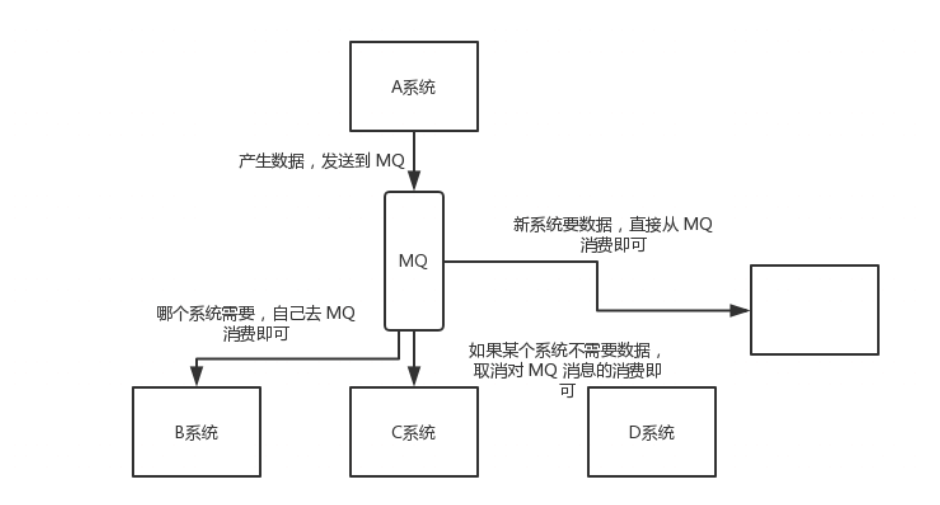 A系统
产生数据，发送到 MQ
新系统要数据，直接从 MQ
消费即可
MQ
哪个系统需要，自己去 MQ
消费即可
如果某个系统不需要数据，
取消对 MQ 消息的消费即
可
B系统
C系统
D系统